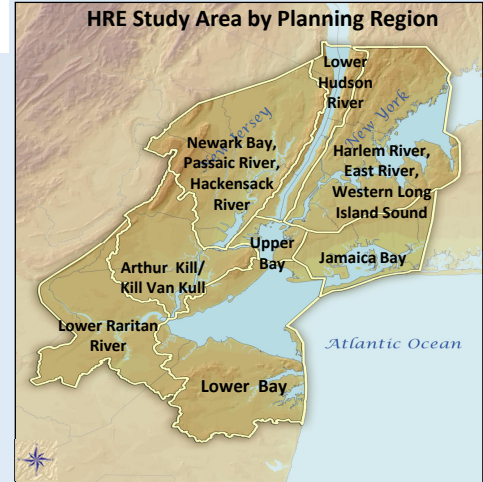 HRE Study Area by Planning Region
Lower
Hudson
River
New Jersey
New York
Newark Bay,
Passaic River,
Hackensack
River
Harlem River,
East River,
Western Long
Island Sound
Upper
Bay
Jamaica Bay
Arthur Kill/
Kill Van Kull
Lower Raritan
River
Atlantic Ocean
Lower Bay